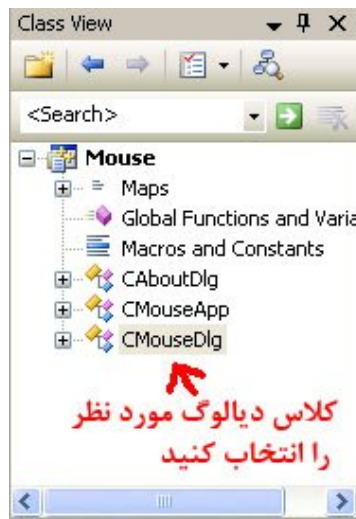 Class View
<Search>
Mouse
Maps
Global Functions and Varia
Macros and Constants
CAboutDlg
CMouseApp
CMouseDlg
کلاس دیالوگ مورد نظر
را انتخاب کنید